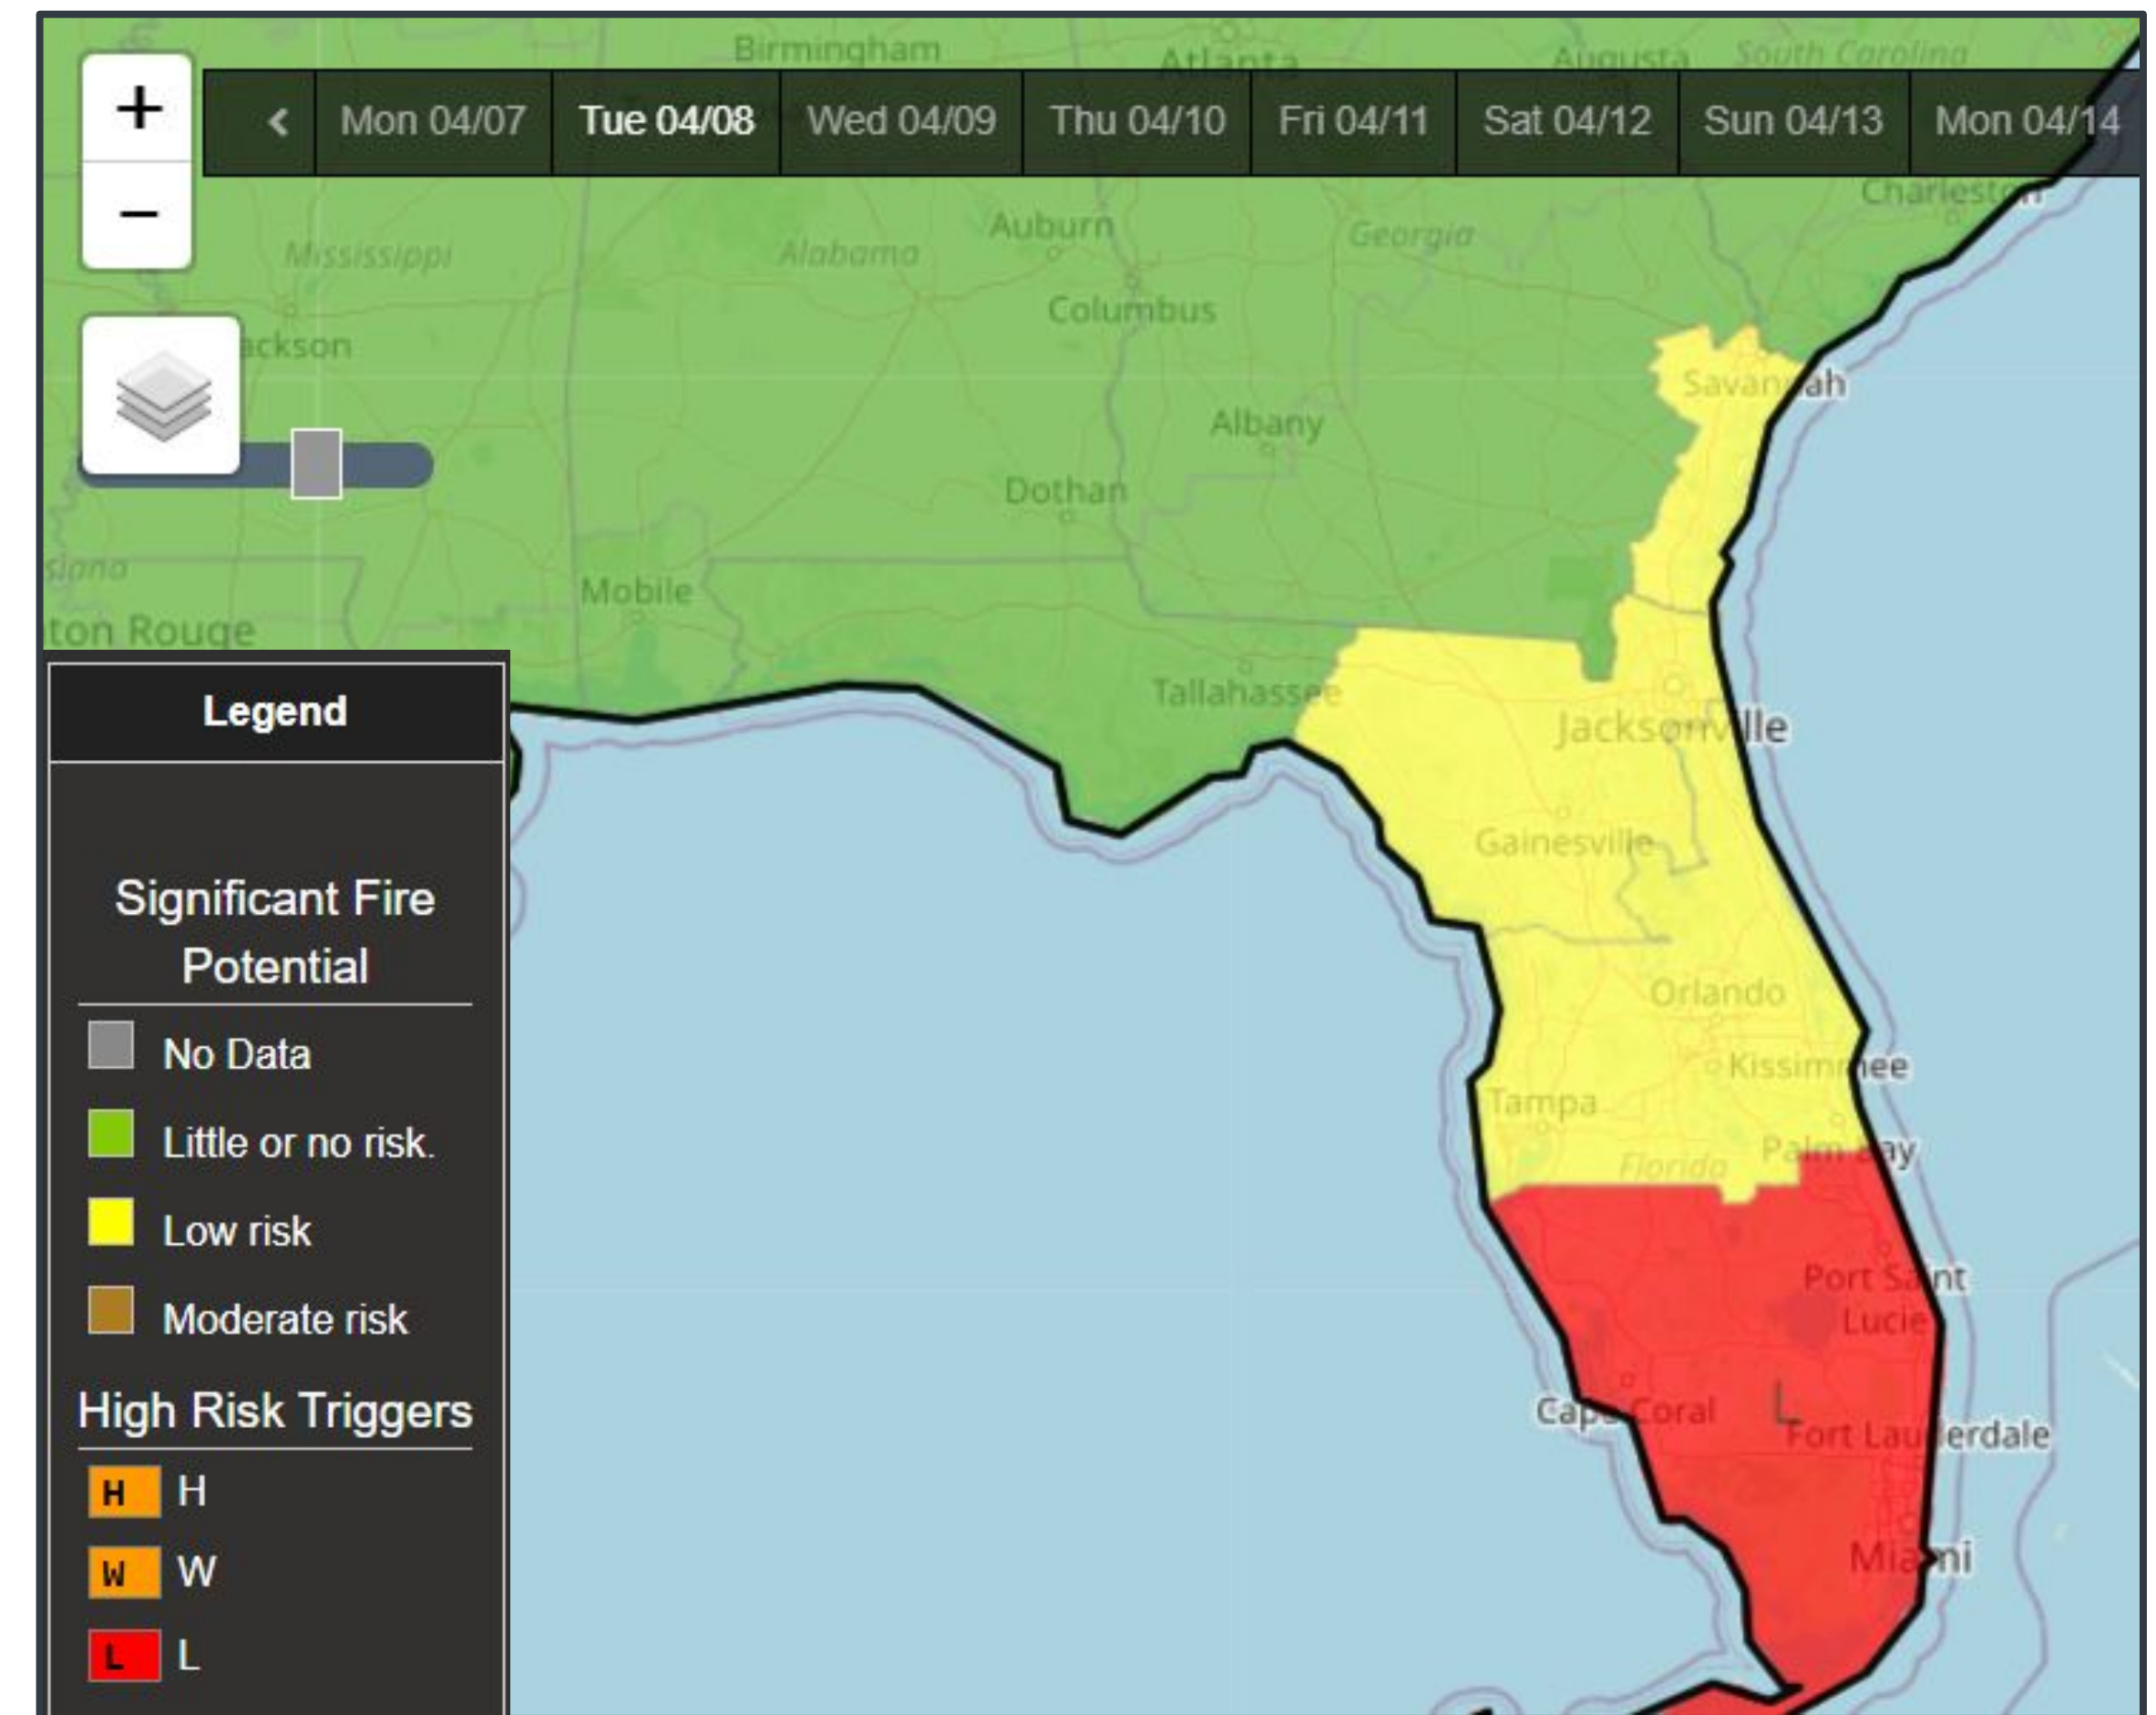 Birmingham
Atlanta
Augusta
South Carolina
+
Mon 04/07
Tue 04/08
Wed 04/09
Thu 04/10
Fri 04/11
Sat 04/12
Sun 04/13
Mon 04/14
−
Charleston
Auburn
Georgia
Mississippi
Alabama
Columbus
ackson
Savannah
Albany
Dothan
siana
Mobile
ton Rouge
Tallahassee
Legend
Jacksonville
Gainesville
Significant Fire
Potential
Orlando
No Data
Kissimmee
Tampa
Little or no risk.
Palm Bay
Florida
Low risk
Port Saint
Lucie
Moderate risk
High Risk Triggers
Cape Coral
L
Fort Lauderdale
H H
W W
Miami
L L